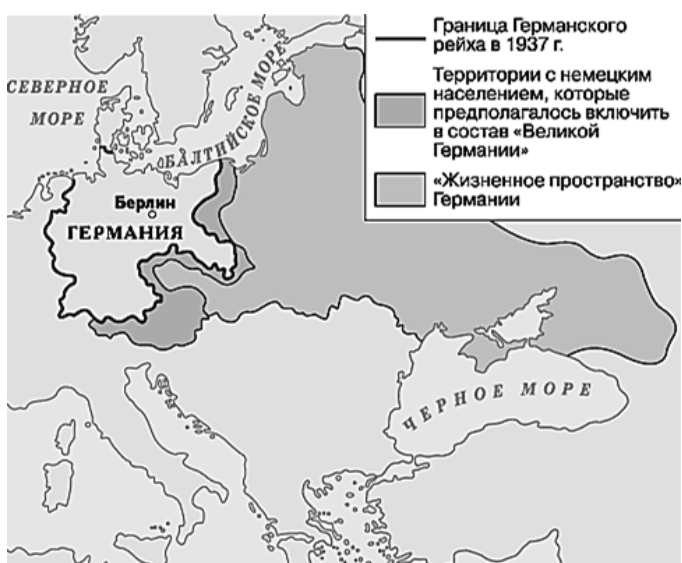 Граница Германского
рейха в 1937 г.
Территории с немецким
населением, которые
предполагалось включить
в состав «Великой
Германии»
«Жизненное пространство»
Германии
СЕВЕРНОЕ
МОРЕ
БАЛТИЙСКОЕ МОРЕ
Берлин
ГЕРМАНИЯ
ЧЕРНОЕ МОРЕ